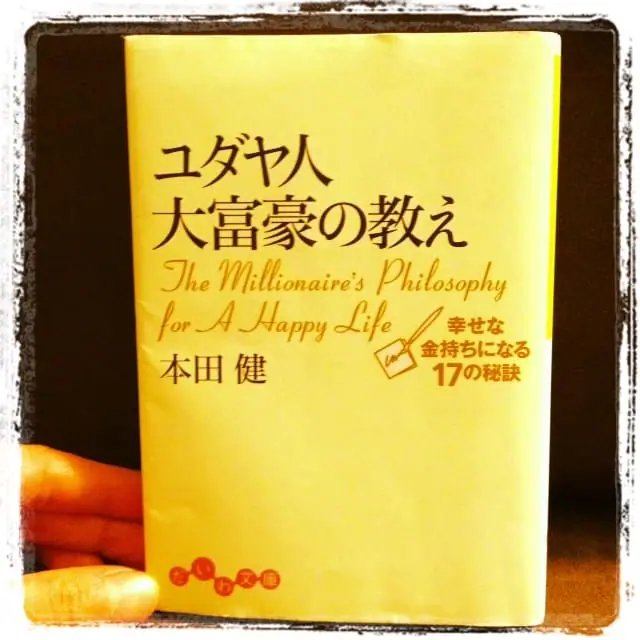 ユダヤ人
大富豪の教え
The Millionaire's Philosophy
for A Happy Life
本田 健
幸せな
金持ちになる
17の秘訣
だいわ文庫